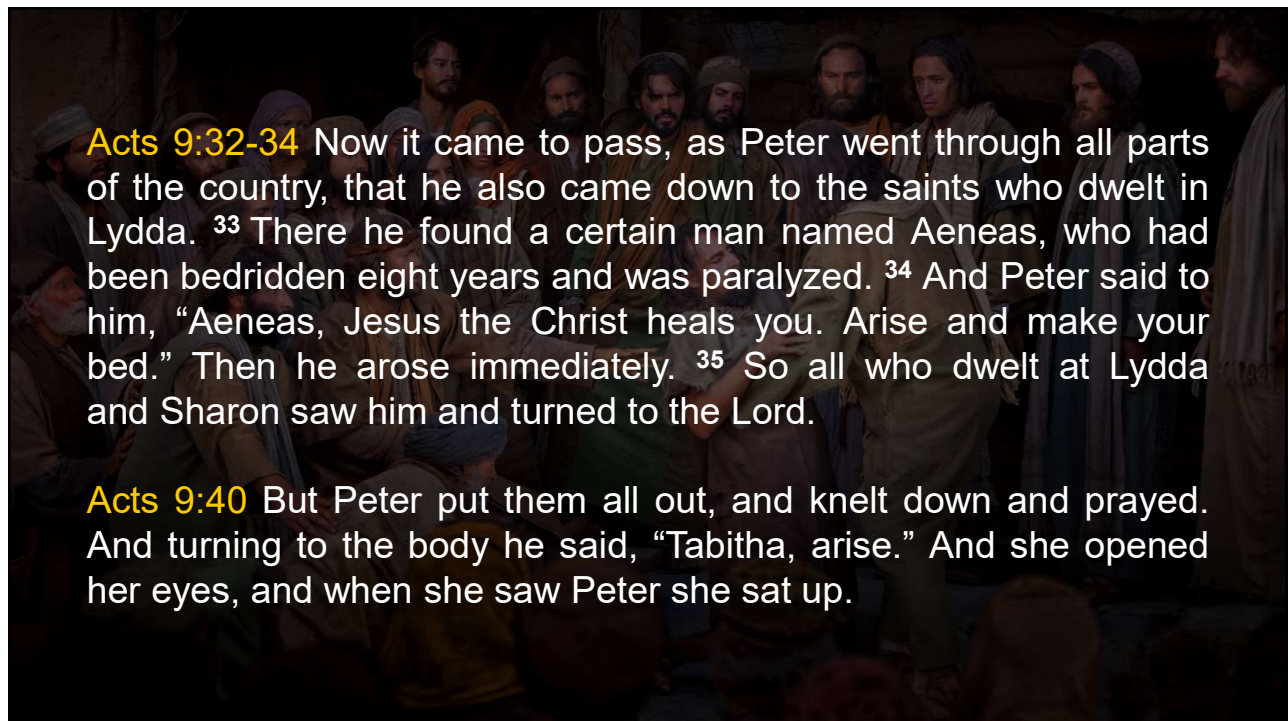 Acts 9:32-34 Now it came to pass, as Peter went through all parts
of the country, that he also came down to the saints who dwelt in
Lydda. 33 There he found a certain man named Aeneas, who had
been bedridden eight years and was paralyzed. 34 And Peter said to
him, “Aeneas, Jesus the Christ heals you. Arise and make your
bed.” Then he arose immediately. 35 So all who dwelt at Lydda
and Sharon saw him and turned to the Lord.
Acts 9:40 But Peter put them all out, and knelt down and prayed.
And turning to the body he said, “Tabitha, arise.” And she opened
her eyes, and when she saw Peter she sat up.